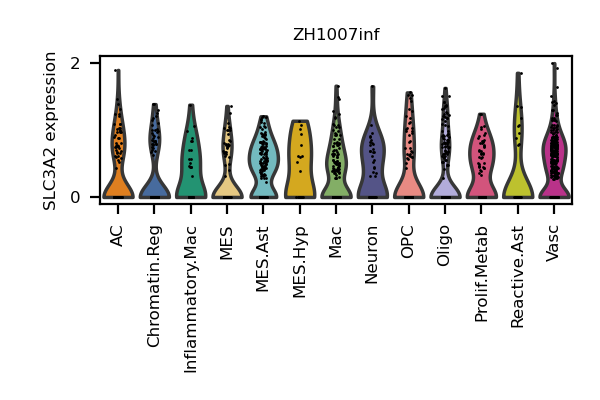 ZH1007inf
SLC3A2 expression
2
0
AC
Chromatin.Reg
Inflammatory.Mac
MES
MES.Ast
MES.Hyp
Mac
Neuron
OPC
Oligo
Prolif.Metab
Reactive.Ast
Vasc